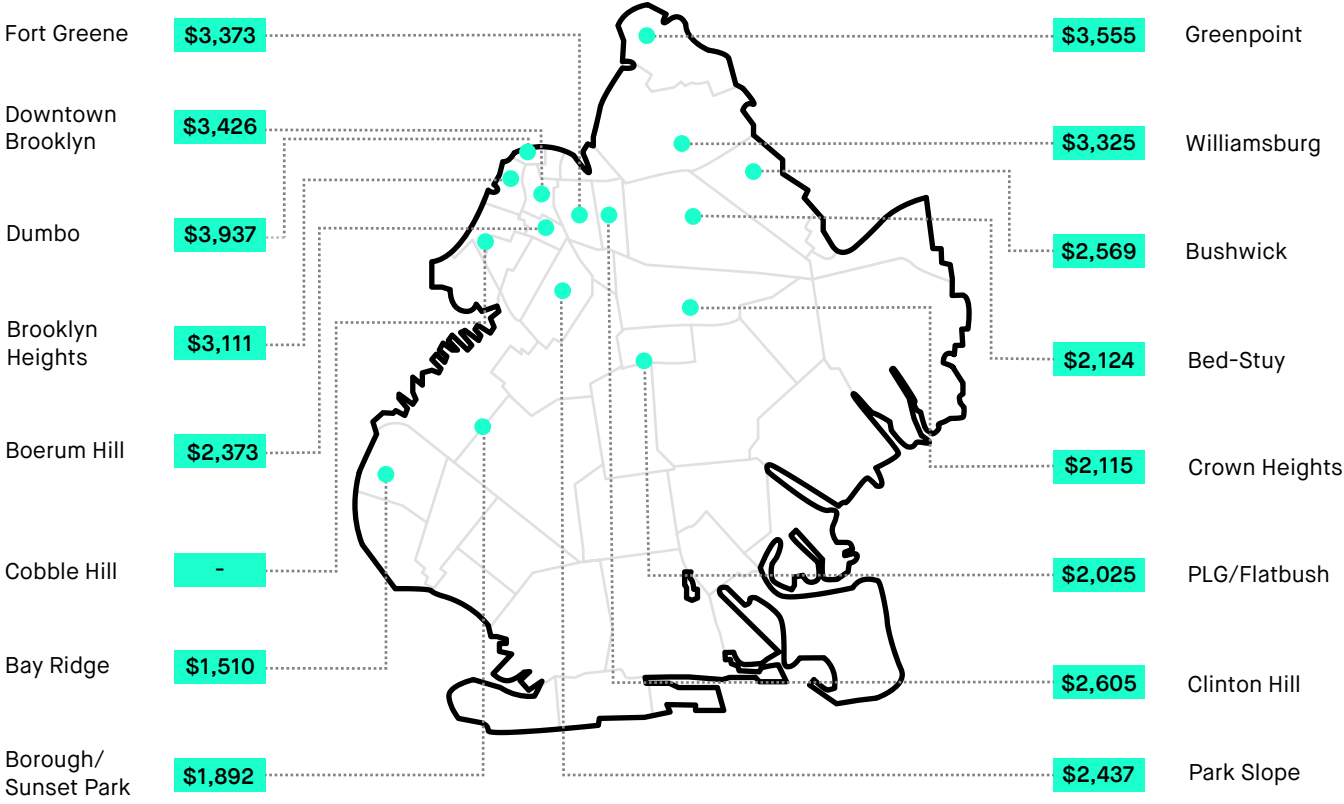 Fort Greene $3,373
Downtown
Brooklyn $3,426
Dumbo $3,937
Brooklyn
Heights $3,111
Boerum Hill $2,373
Cobble Hill -
Bay Ridge $1,510
Borough/
Sunset Park $1,892
$3,555 Greenpoint
$3,325 Williamsburg
$2,569 Bushwick
$2,124 Bed-Stuy
$2,115 Crown Heights
$2,025 PLG/Flatbush
$2,605 Clinton Hill
$2,437 Park Slope